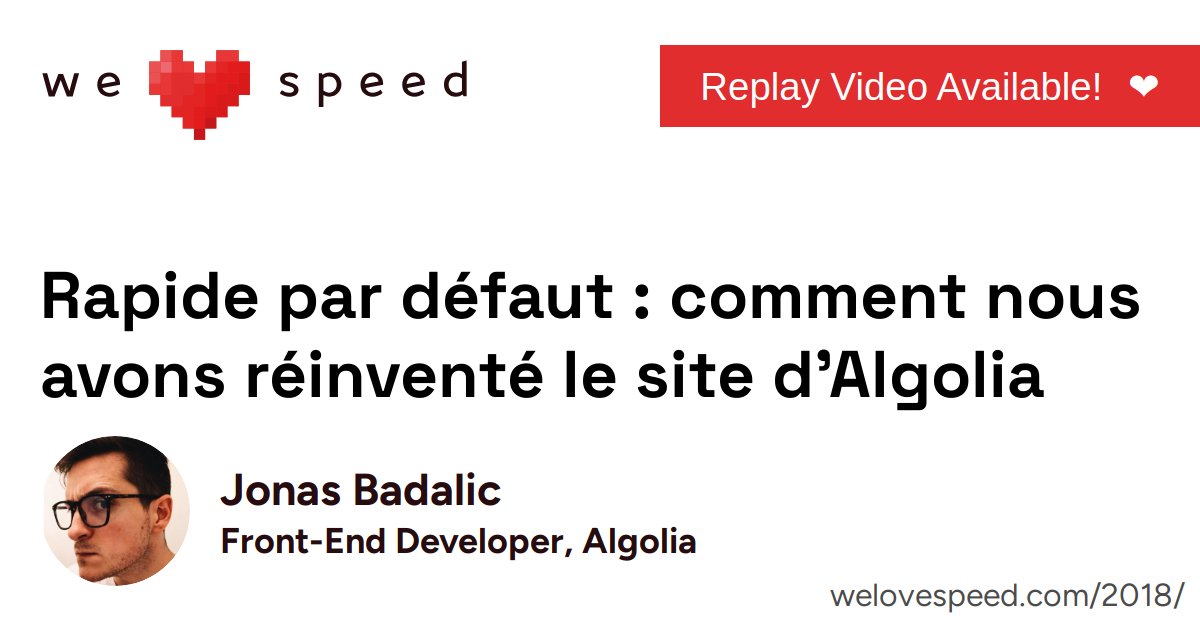 we speed
Replay Video Available! ❤
Rapide par défaut : comment nous
avons réinventé le site d’Algolia
Jonas Badalic
Front-End Developer, Algolia
welovespeed.com/2018/